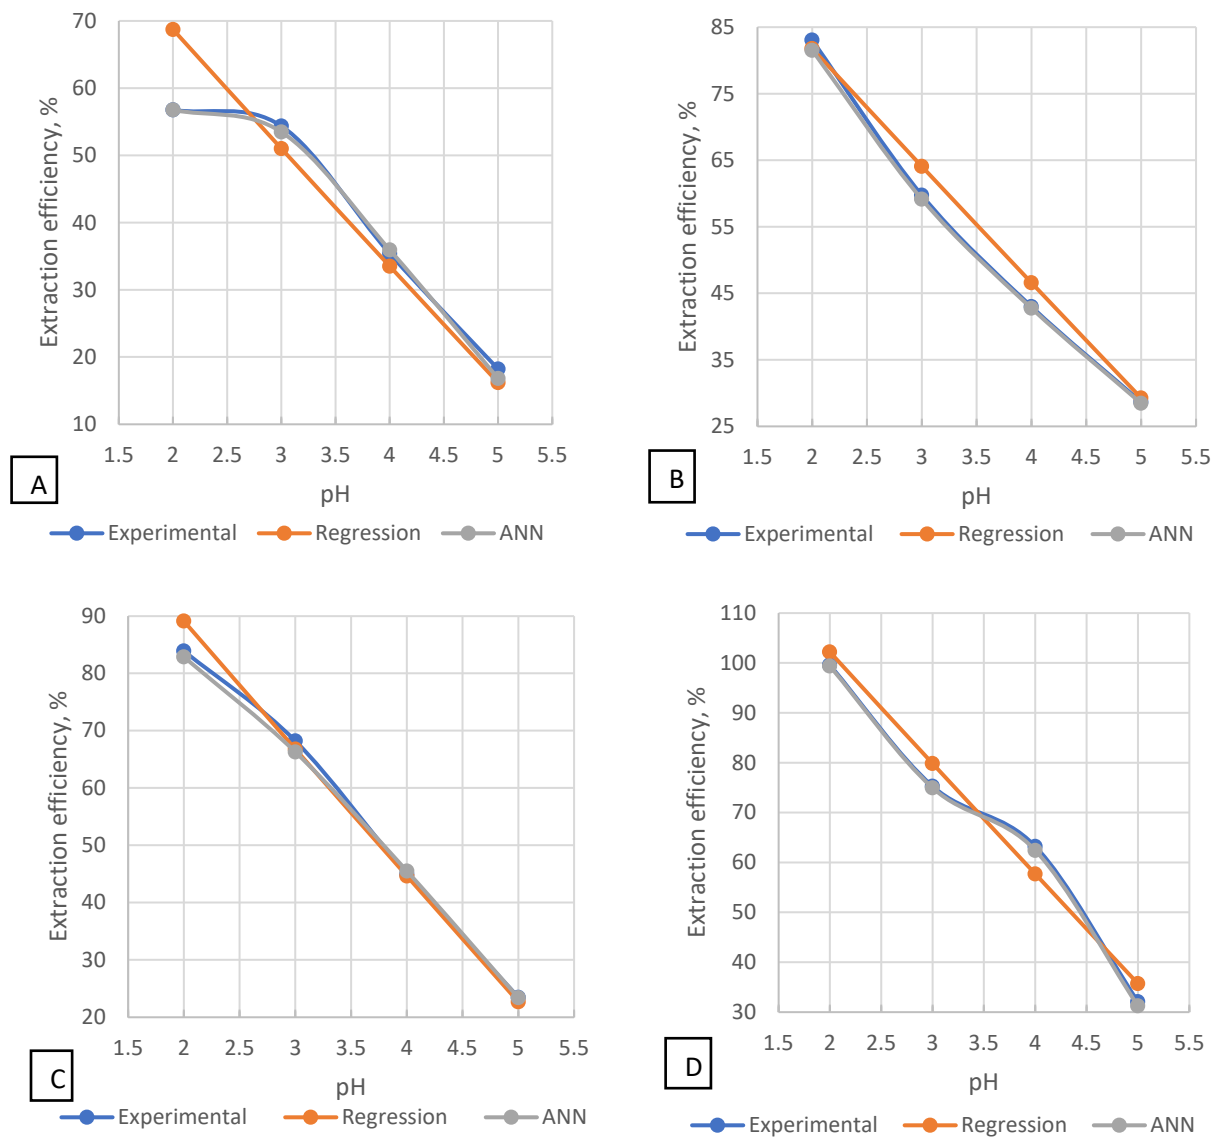 70
60
50
40
30
20
10
Extraction efficiency, %
1.5 2 2.5 3 3.5 4 4.5 5 5.5
pH
A
Experimental Regression ANN
85
75
65
55
45
35
25
Extraction efficiency, %
1.5 2 2.5 3 3.5 4 4.5 5 5.5
pH
B
Experimental Regression ANN
90
80
70
60
50
40
30
20
Extraction efficiency, %
1.5 2 2.5 3 3.5 4 4.5 5 5.5
pH
C
Experimental Regression ANN
110
100
90
80
70
60
50
40
30
Extraction efficiency, %
1.5 2 2.5 3 3.5 4 4.5 5 5.5
pH
D
Experimental Regression ANN